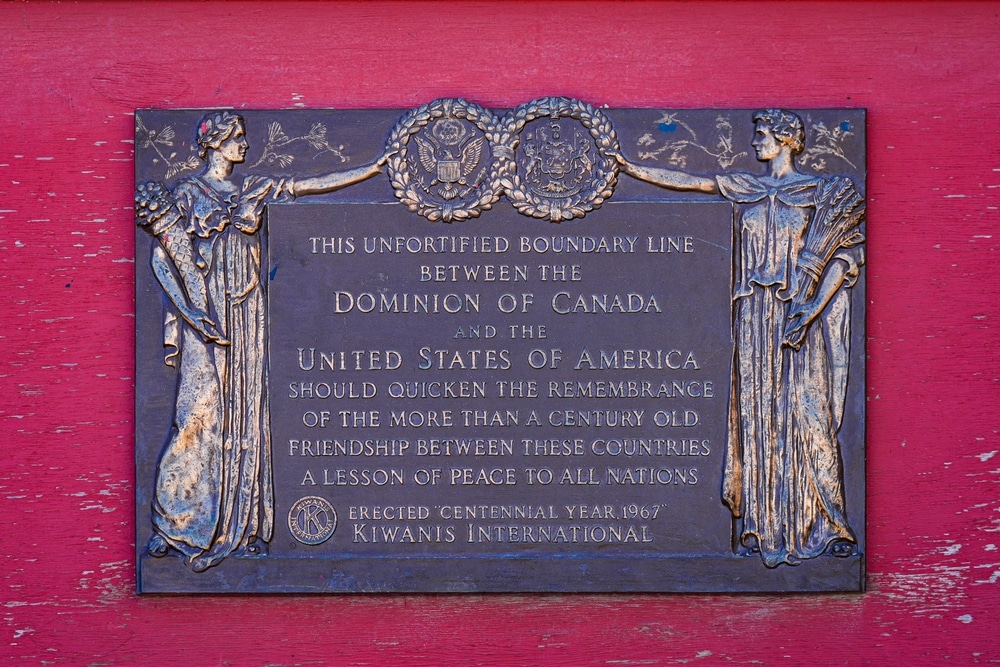 THIS UNFORTIFIED BOUNDARY LINE
BETWEEN THE
DOMINION OF CANADA
AND THE
UNITED STATES OF AMERICA
SHOULD QUICKEN THE REMEMBRANCE
OF THE MORE THAN A CENTURY OLD
FRIENDSHIP BETWEEN THESE COUNTRIES
A LESSON OF PEACE TO ALL NATIONS
ERECTED "CENTENNIAL YEAR, 1967"
KIWANIS INTERNATIONAL
KIWANIS
K
INTERNATIONAL